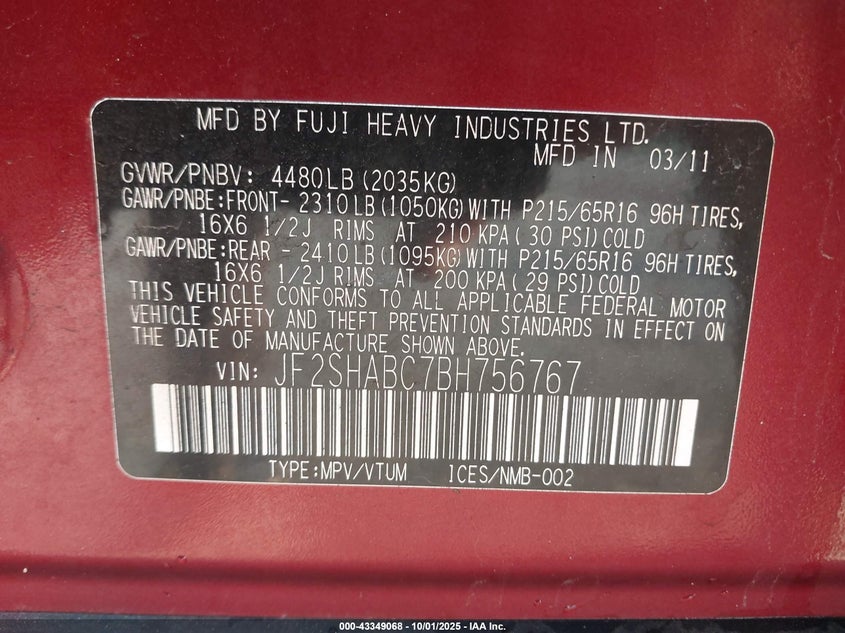 MFD BY FUJI HEAVY INDUSTRIES LTD.
MFD IN 03/11
GVWR/PNBV: 4480LB (2035KG)
GAWR/PNBE:FRONT- 2310LB (1050KG) WITH P215/65R16 96H TIRES,
16X6 1/2J RIMS AT 210 KPA ( 30 PSI) COLD
GAWR/PNBE:REAR - 2410LB (1095KG) WITH P215/65R16 96H TIRES,
16X6 1/2J RIMS AT 200 KPA ( 29 PSI) COLD
THIS VEHICLE CONFORMS TO ALL APPLICABLE FEDERAL MOTOR
VEHICLE SAFETY AND THEFT PREVENTION STANDARDS IN EFFECT ON
THE DATE OF MANUFACTURE SHOWN ABOVE.
VIN: JF2SHABC7BH756767
TYPE:MPV/VTUM ICES/NMB-002
000-43349068 - 10/01/2025 - IAA Inc.